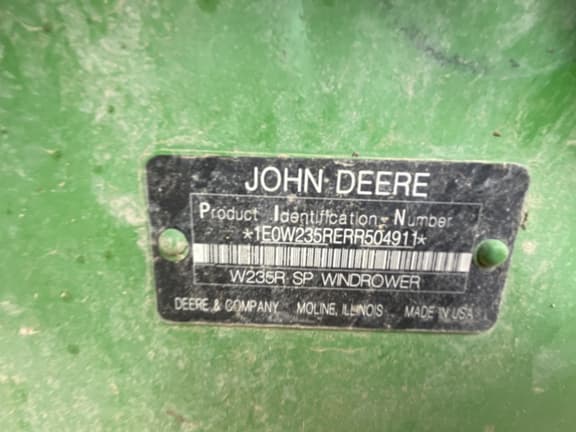 JOHN DEERE
Product Identification Number
*1E0W235RERR504911*
W235R SP WINDROWER
DEERE & COMPANY MOLINE, ILLINOIS MADE IN USA